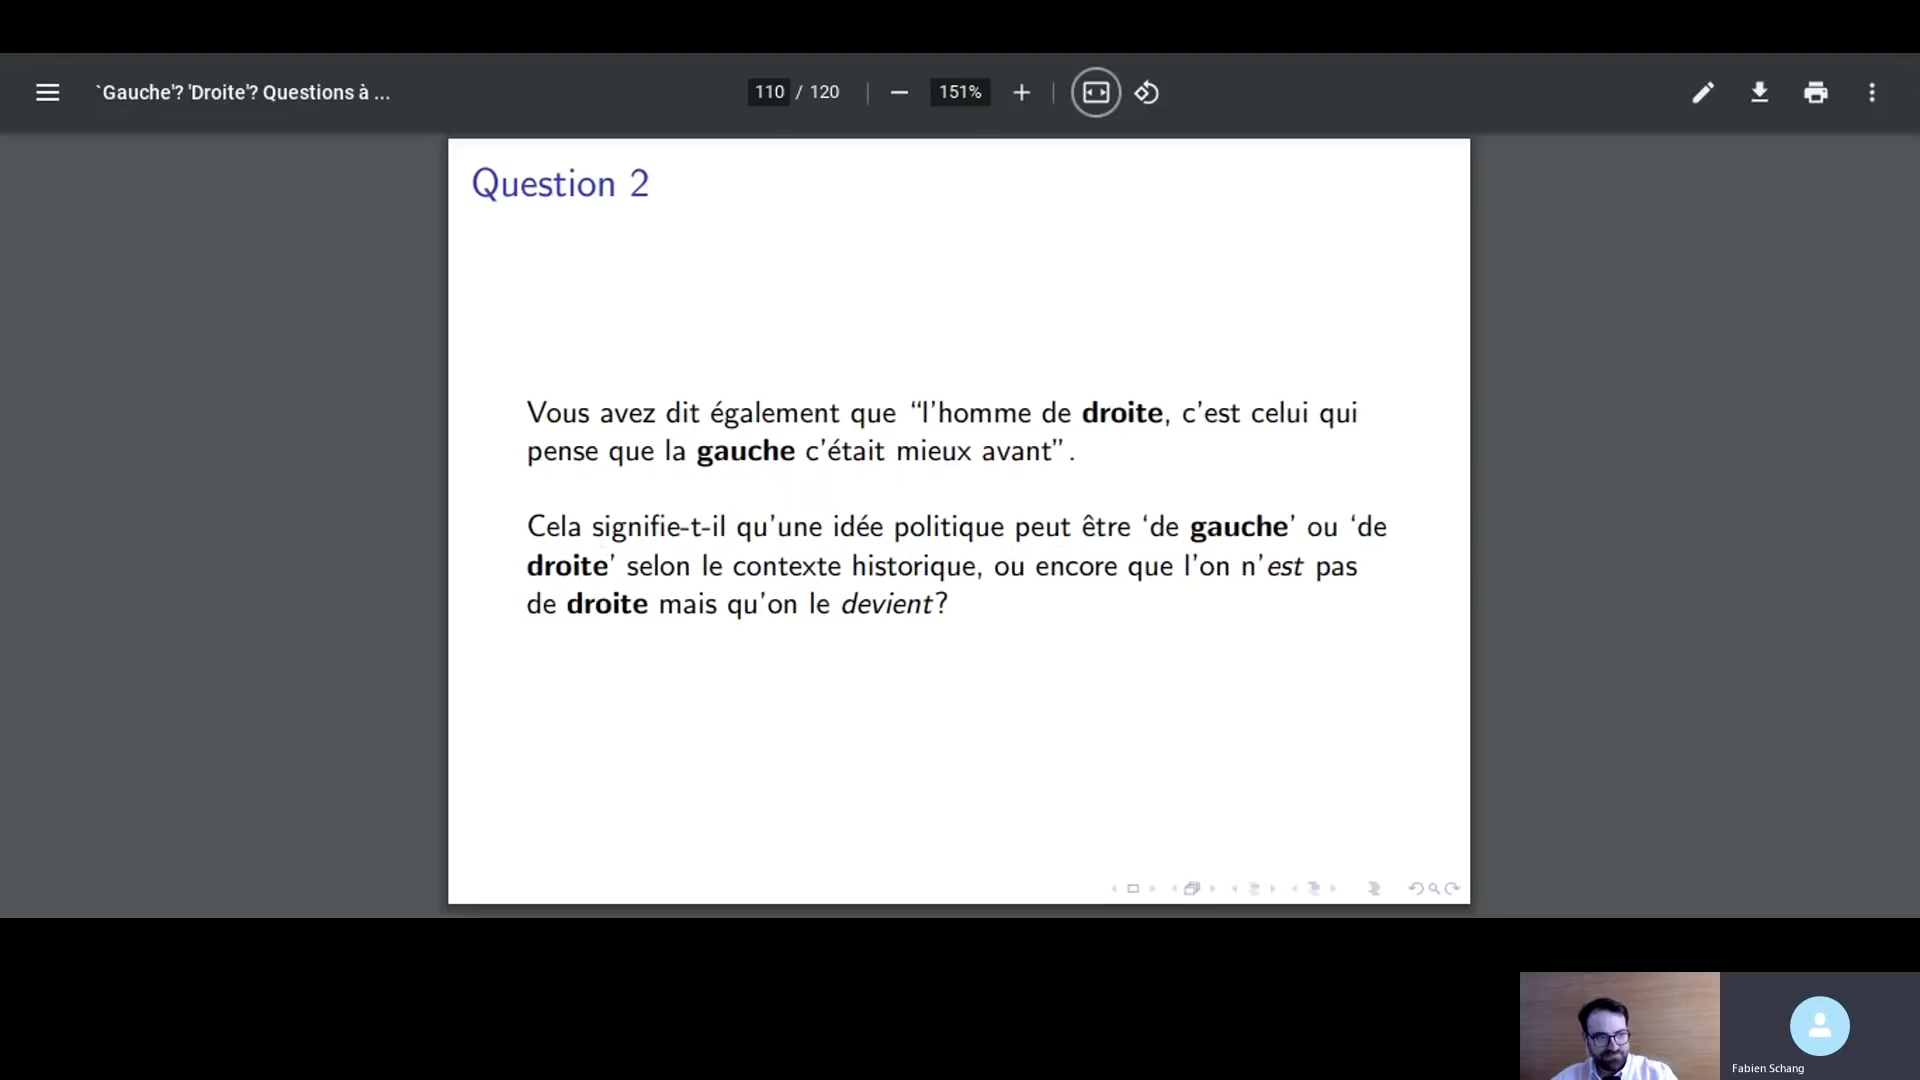 `Gauche'? 'Droite'? Questions à ...
110 / 120
151%
Question 2
Vous avez dit également que “l’homme de droite, c’est celui qui
pense que la gauche c’était mieux avant”.
Cela signifie-t-il qu’une idée politique peut être ‘de gauche’ ou ‘de
droite’ selon le contexte historique, ou encore que l’on n’est pas
de droite mais qu’on le devient?
Fabien Schang